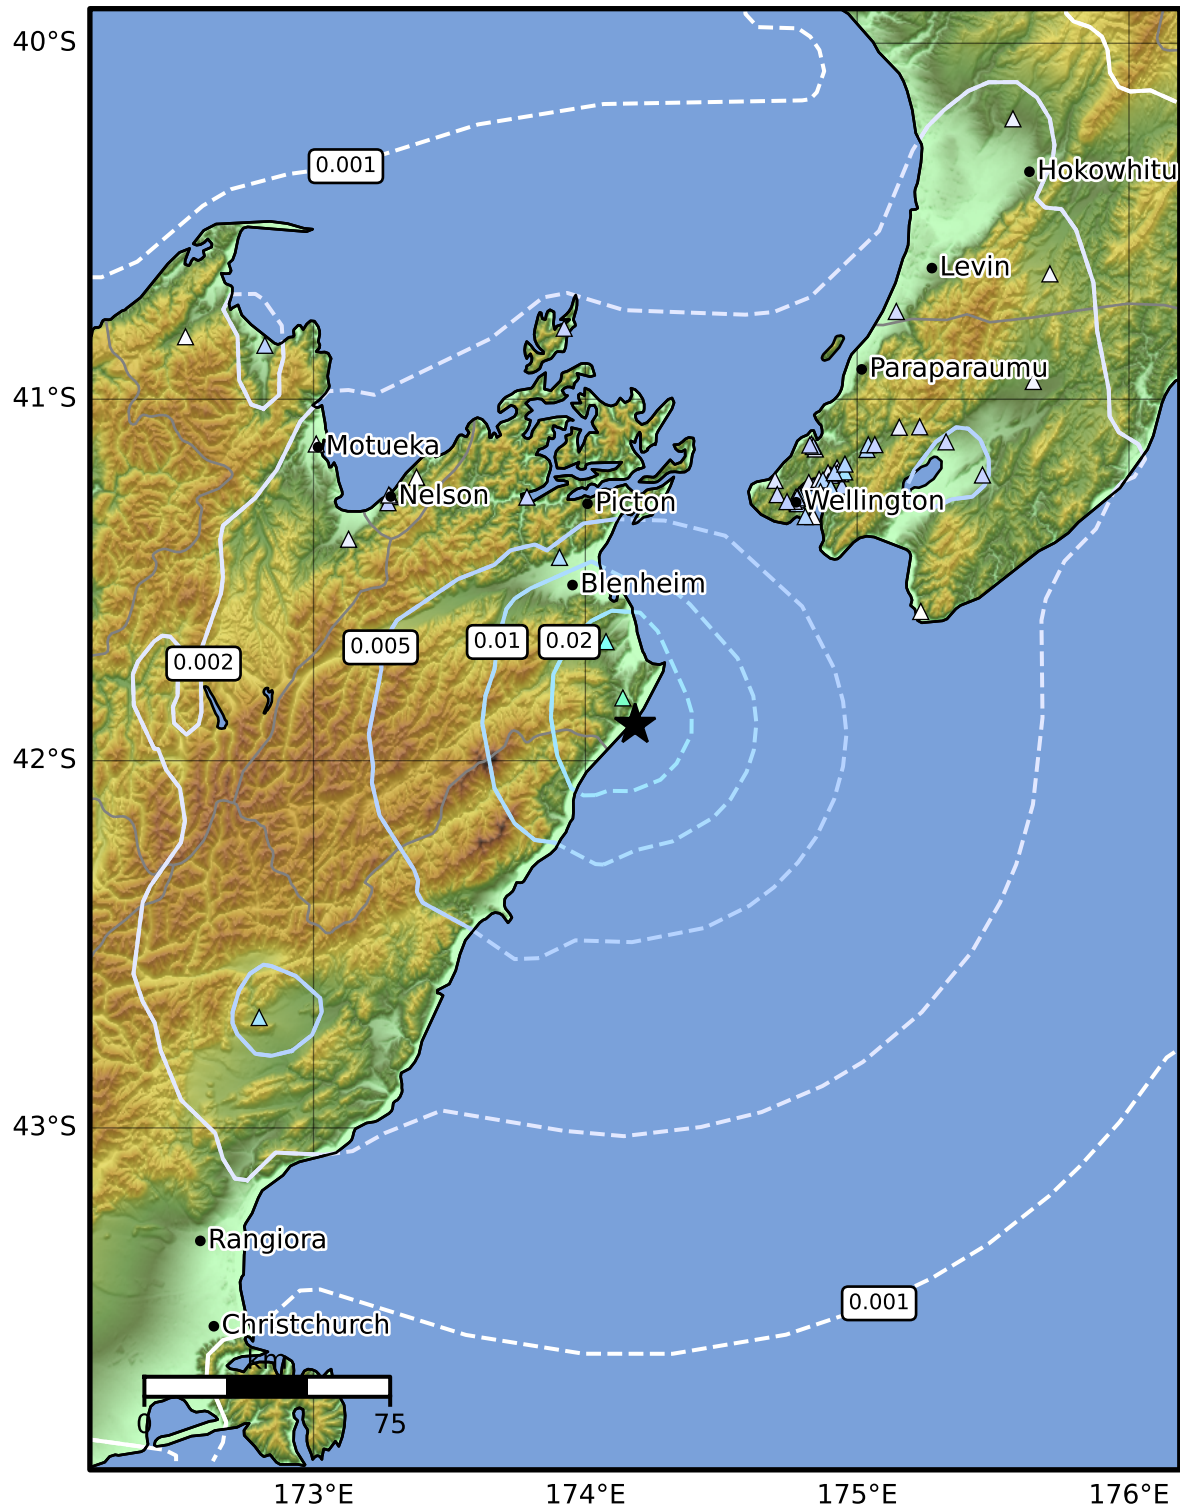 40°S
0.001
Hokowhitu
Levin
Paraparaumu
41°S
Motueka
Nelson
Picton
Wellington
Blenheim
0.002
0.005
0.01
0.02
42°S
43°S
Rangiora
0.001
Christchurch
km
0
75
173°E
174°E
175°E
176°E